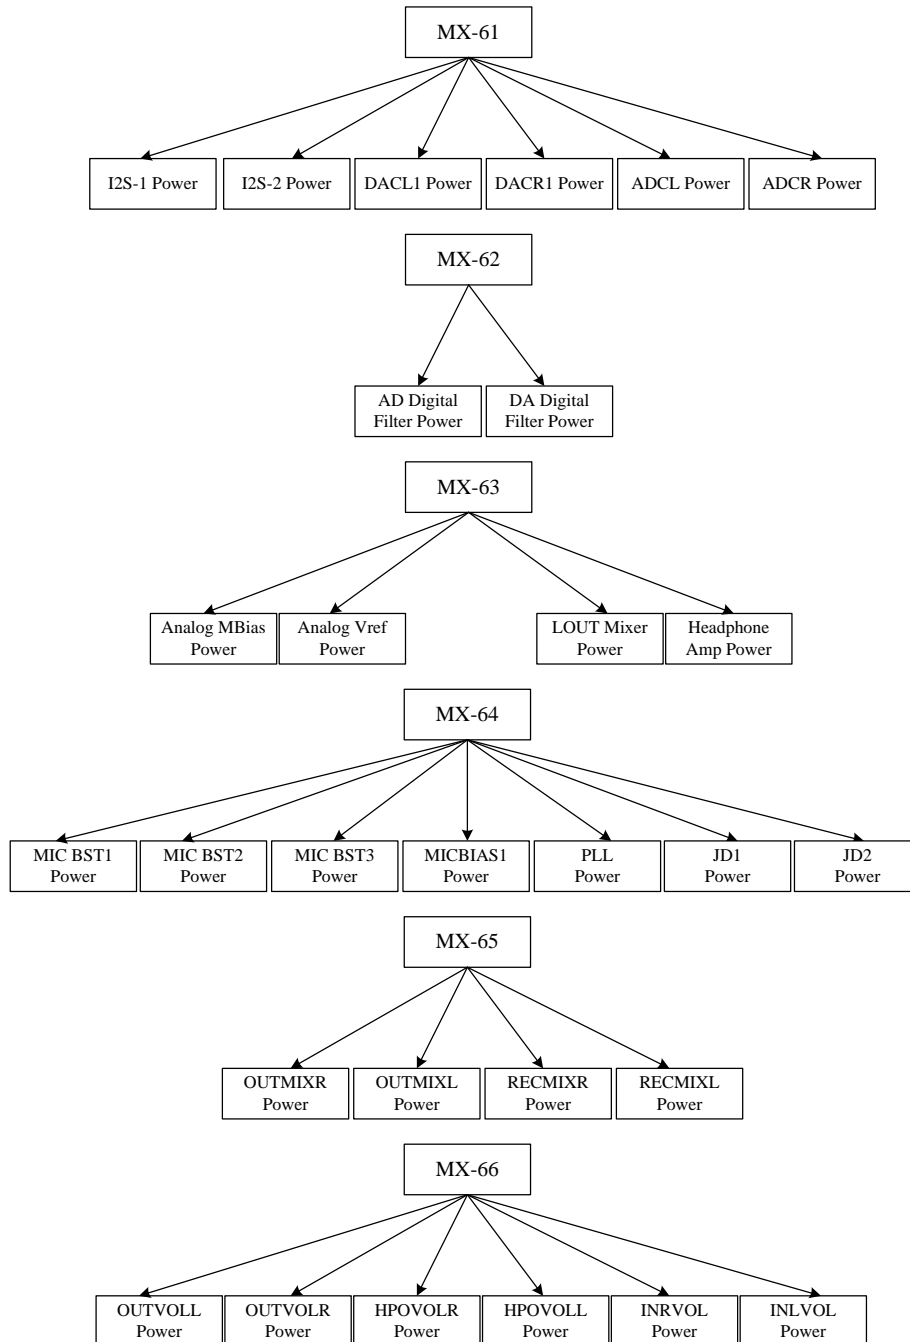 MX-61
I2S-1 Power
I2S-2 Power
DACL1 Power
DACR1 Power
ADCL Power
ADCR Power
MX-62
AD Digital
Filter Power
DA Digital
Filter Power
MX-63
Analog MBias
Power
Analog Vref
Power
LOUT Mixer
Power
Headphone
Amp Power
MX-64
MIC BST1
Power
MIC BST2
Power
MIC BST3
Power
MICBIAS1
Power
PLL
Power
JD1
Power
JD2
Power
MX-65
OUTMIXR
Power
OUTMIXL
Power
RECMIXR
Power
RECMIXL
Power
MX-66
OUTVOLL
Power
OUTVOLR
Power
HPOVOLR
Power
HPOVOLL
Power
INRVOL
Power
INLVOL
Power